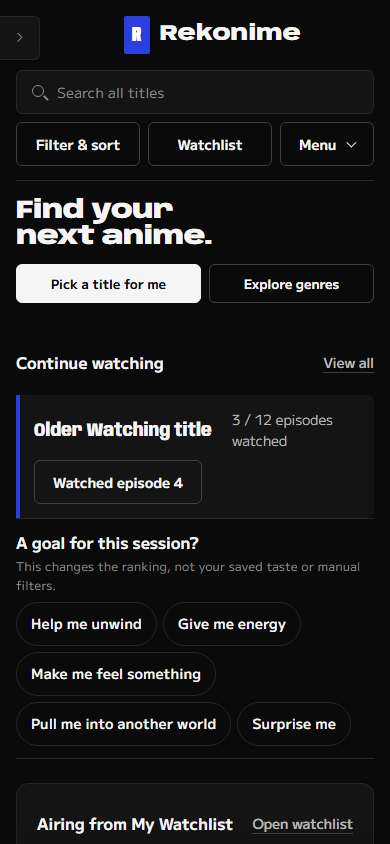 R Rekonime
Search all titles
Filter & sort
Watchlist
Menu
Find your
next anime.
Pick a title for me
Explore genres
Continue watching
View all
Older Watching title
3 / 12 episodes
watched
Watched episode 4
A goal for this session?
This changes the ranking, not your saved taste or manual
filters.
Help me unwind
Give me energy
Make me feel something
Pull me into another world
Surprise me
Airing from My Watchlist
Open watchlist